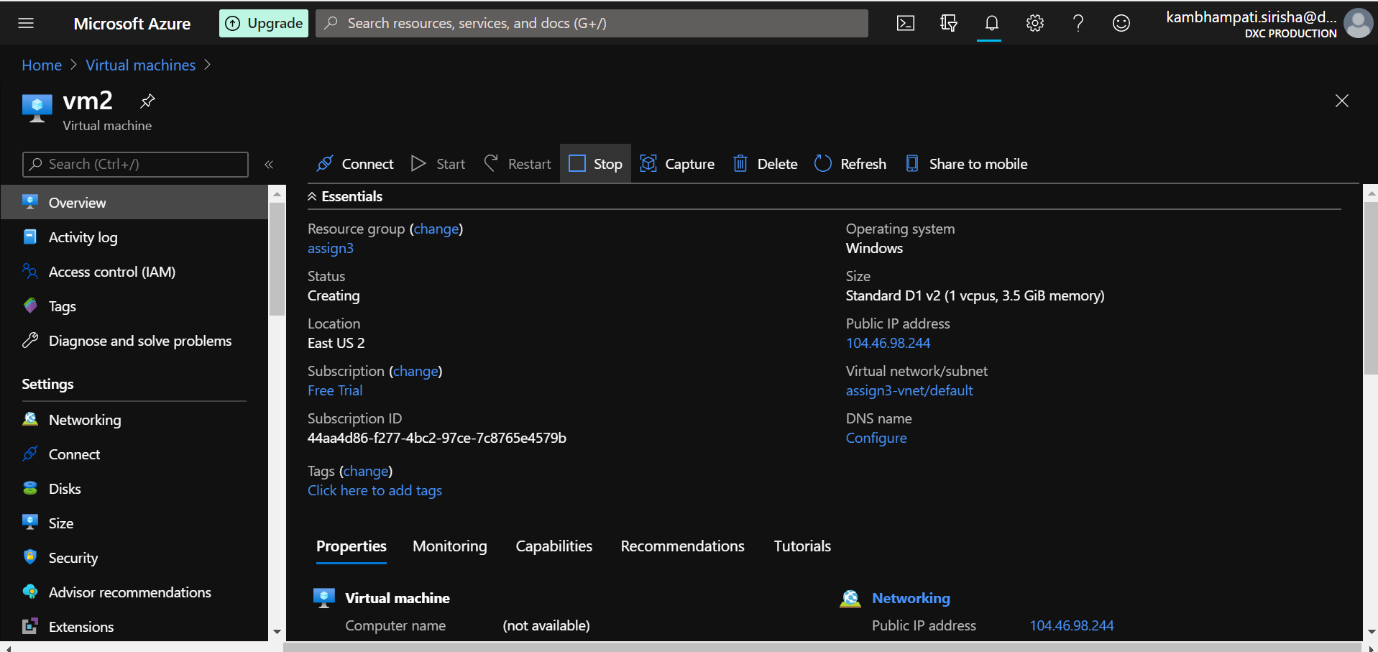 Microsoft Azure
Upgrade
Search resources, services, and docs (G+/)
kambhampati.sirisha@d...
DXC PRODUCTION
Home > Virtual machines >
vm2
Virtual machine
Search (Ctrl+/)
«
Connect
Start
Restart
Stop
Capture
Delete
Refresh
Share to mobile
Overview
Activity log
Access control (IAM)
Tags
Diagnose and solve problems
Settings
Networking
Connect
Disks
Size
Security
Advisor recommendations
Extensions
Essentials
Resource group (change)
assign3
Status
Creating
Location
East US 2
Subscription (change)
Free Trial
Subscription ID
44aa4d86-f277-4bc2-97ce-7c8765e4579b
Tags (change)
Click here to add tags
Operating system
Windows
Size
Standard D1 v2 (1 vcpus, 3.5 GiB memory)
Public IP address
104.46.98.244
Virtual network/subnet
assign3-vnet/default
DNS name
Configure
Properties
Monitoring
Capabilities
Recommendations
Tutorials
Virtual machine
Computer name (not available)
Networking
Public IP address 104.46.98.244